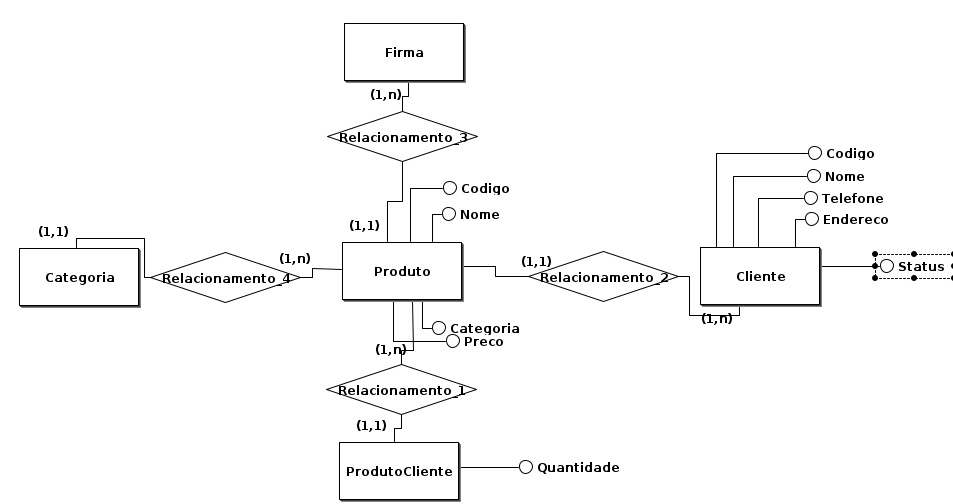 Firma
(1,n)
Relacionamento_3
Codigo
Nome
Telefone
Endereco
Codigo
Nome
(1,1)
(1,1)
Categoria
Relacionamento_4
(1,n)
Produto
(1,1)
Relacionamento_2
Cliente
Status
(1,n)
Categoria
Preco
(1,n)
Relacionamento_1
(1,1)
ProdutoCliente
Quantidade